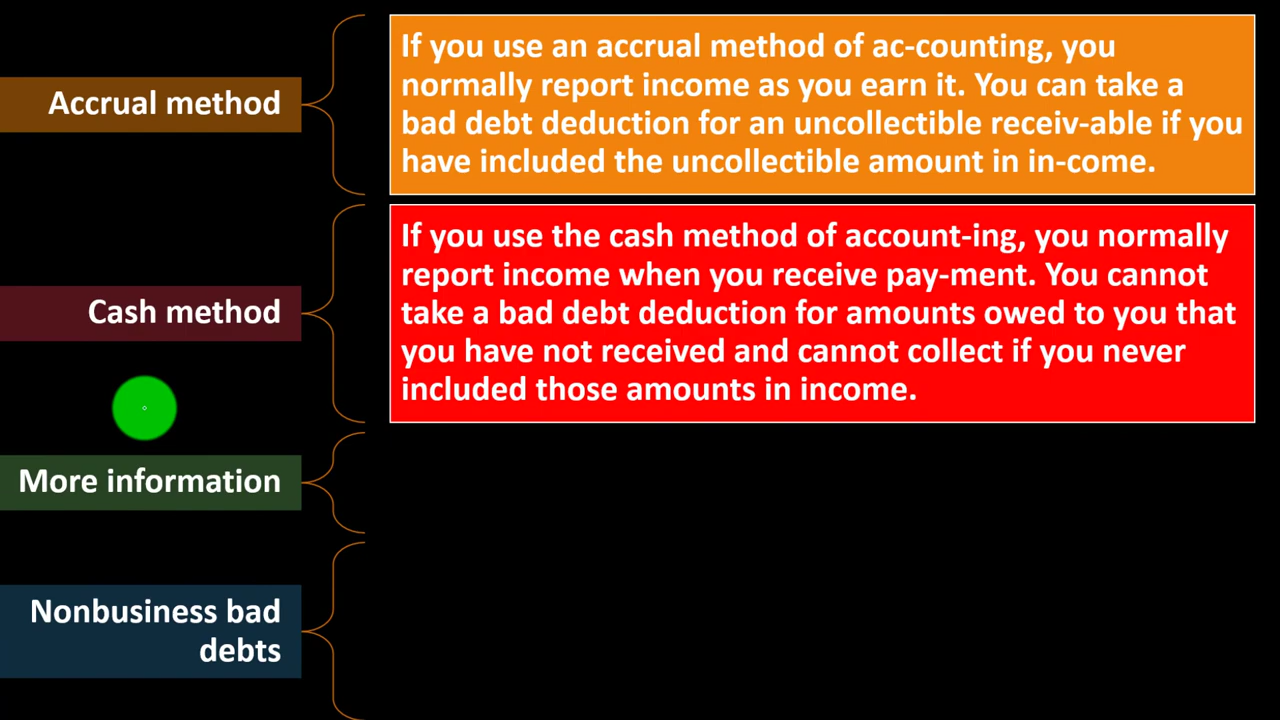 Accrual method
If you use an accrual method of ac-counting, you
normally report income as you earn it. You can take a
bad debt deduction for an uncollectible receiv-able if you
have included the uncollectible amount in in-come.
Cash method
If you use the cash method of account-ing, you normally
report income when you receive pay-ment. You cannot
take a bad debt deduction for amounts owed to you that
you have not received and cannot collect if you never
included those amounts in income.
More information
Nonbusiness bad
debts